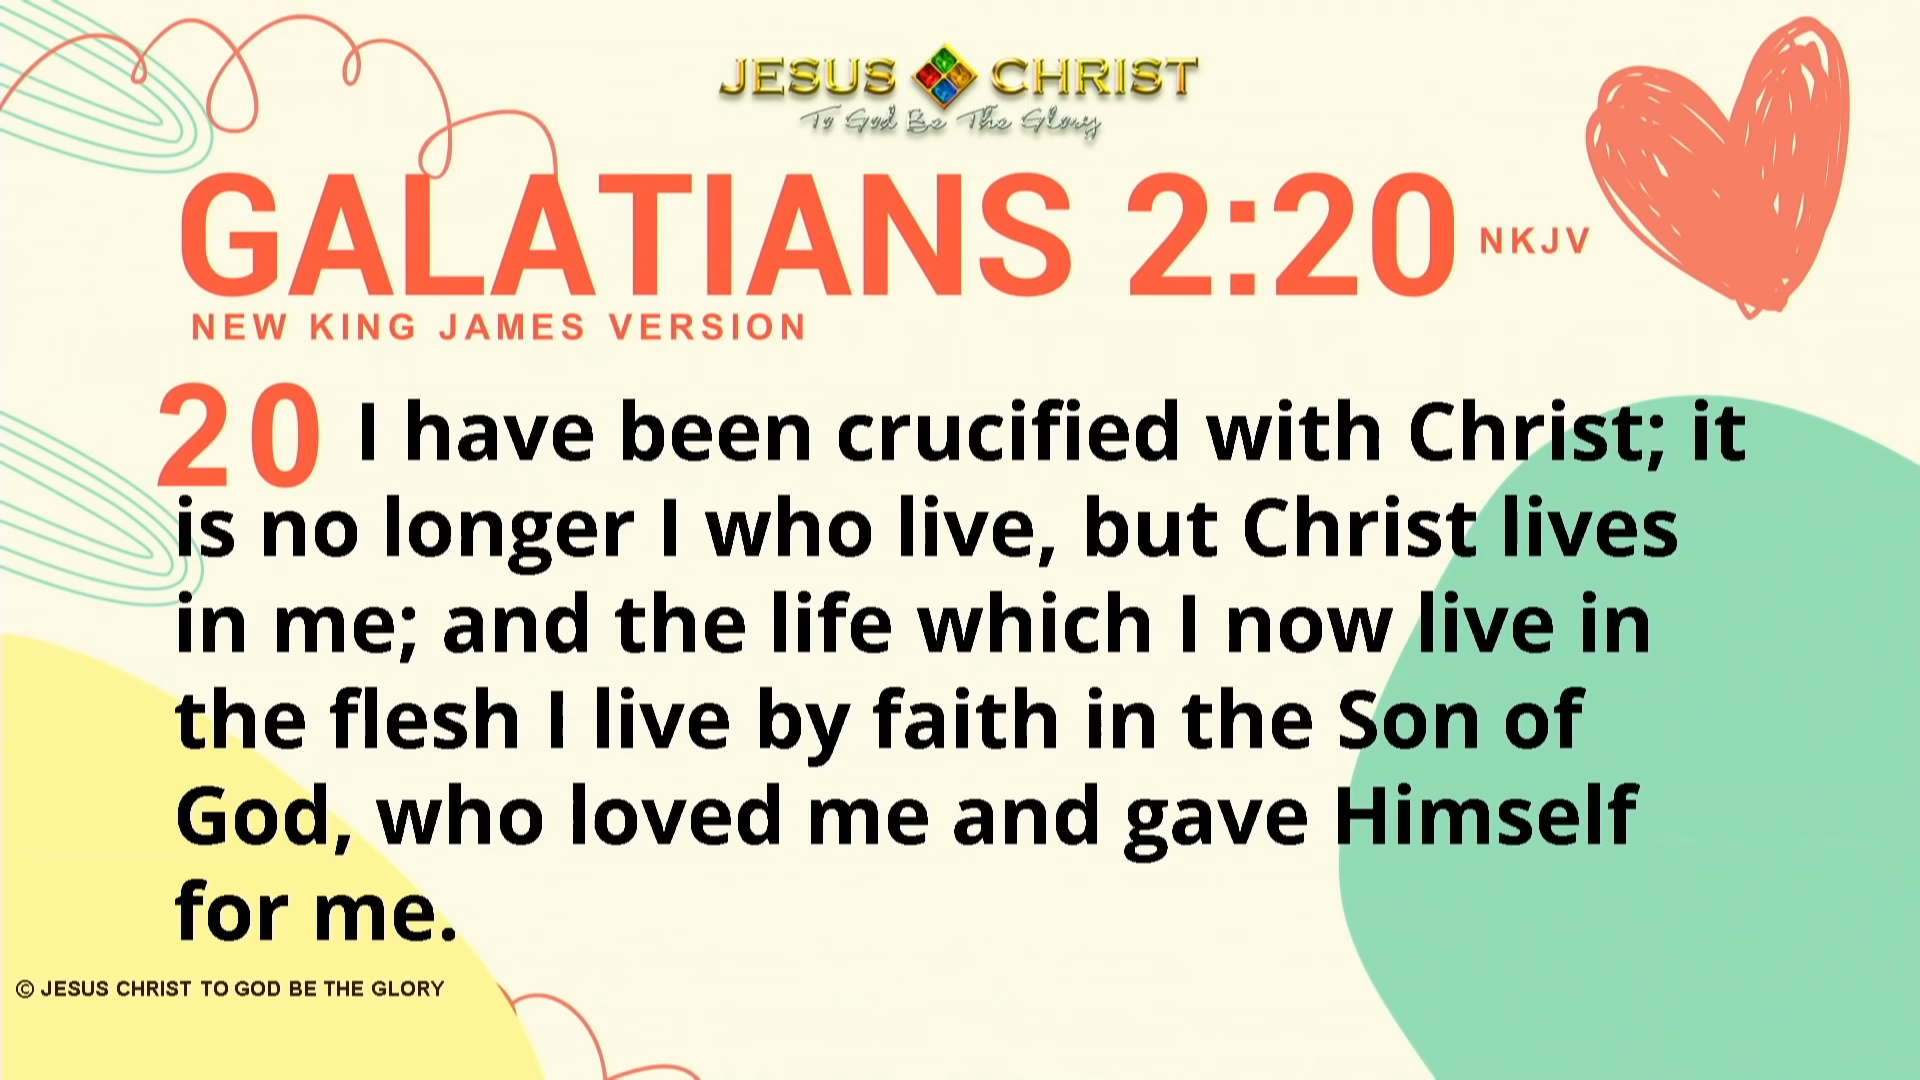 JESUS CHRIST
To God Be The Glory
GALATIANS 2:20 NKJV
NEW KING JAMES VERSION
20 I have been crucified with Christ; it
is no longer I who live, but Christ lives
in me; and the life which I now live in
the flesh I live by faith in the Son of
God, who loved me and gave Himself
for me.
© JESUS CHRIST TO GOD BE THE GLORY